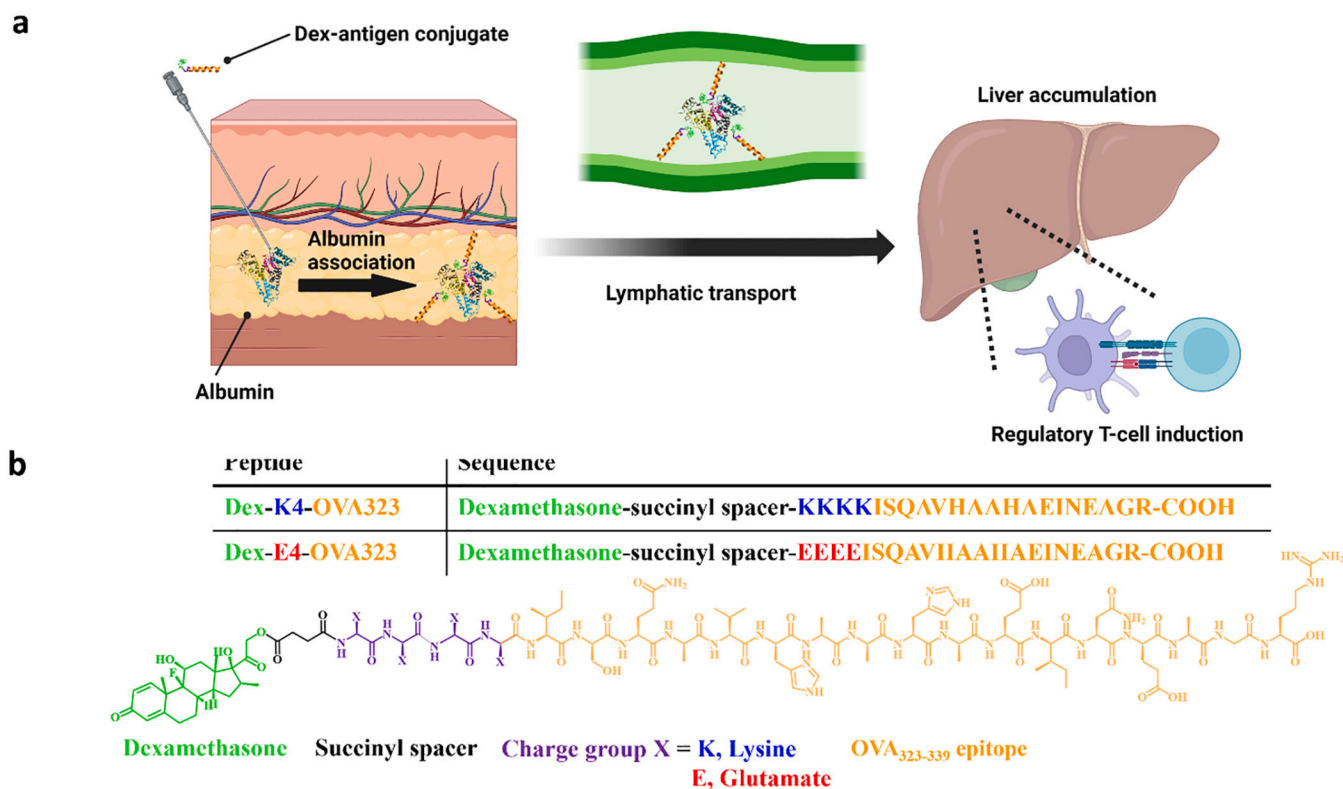 a
Dex-antigen conjugate
Albumin
association
Albumin
Lymphatic transport
Liver accumulation
Regulatory T-cell induction
b
Peptide Sequence
Dex-K4-OVA323 Dexamethasone-succinyl spacer-KKKKISQAVHAAHAEINEAGR-COOH
Dex-E4-OVA323 Dexamethasone-succinyl spacer-EEEEISQAVHAAHAEINEAGR-COOH
Dexamethasone Succinyl spacer Charge group X = K, Lysine OVA323-339 epitope
E, Glutamate